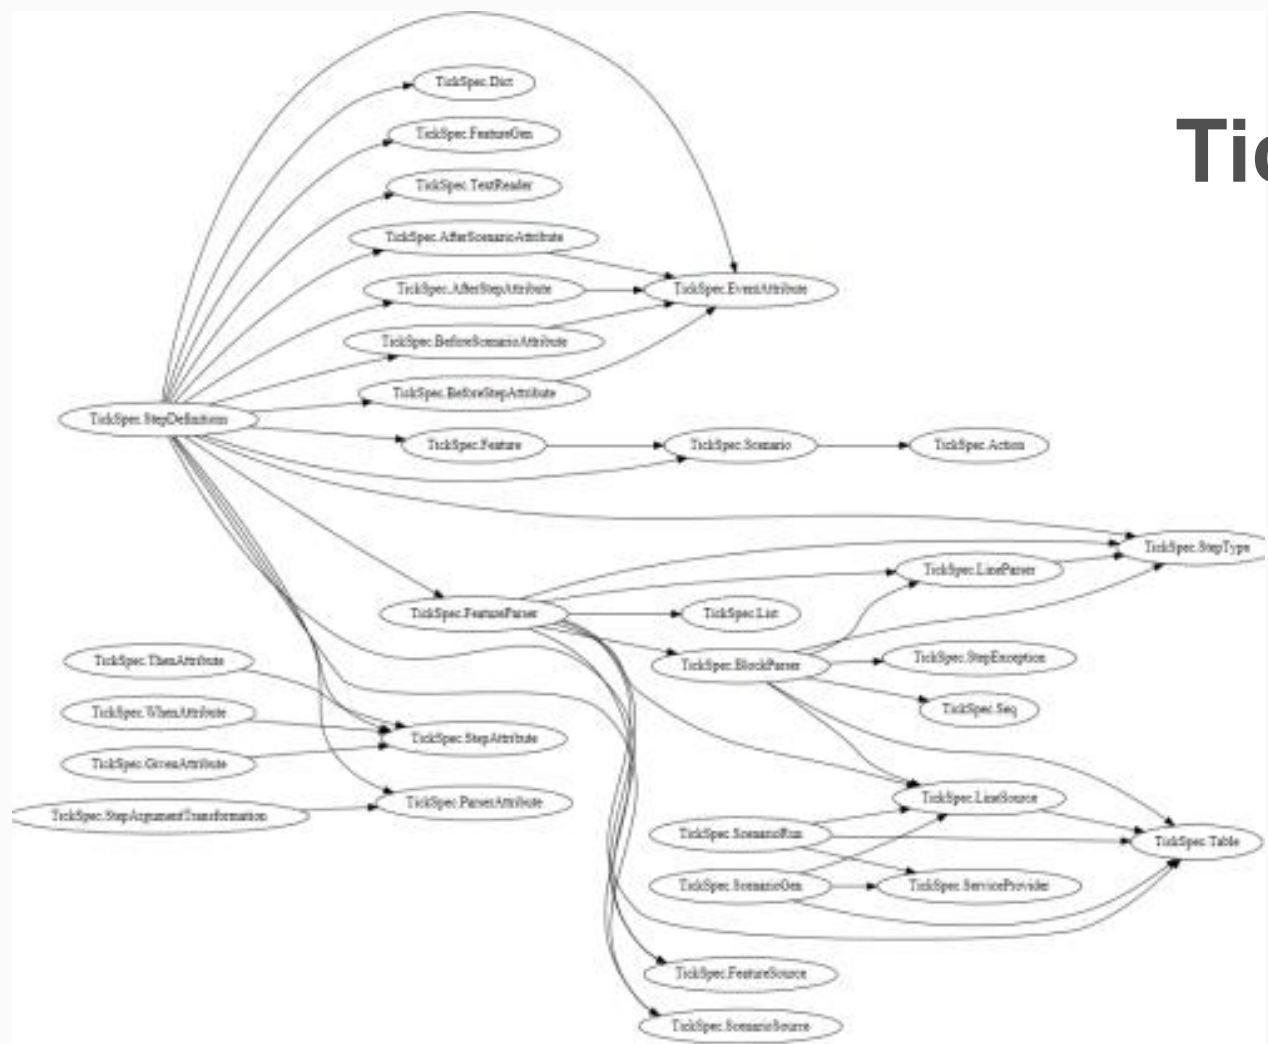 Tic
TickSpec.Dict
TickSpec.FeatureGen
TickSpec.TextReader
TickSpec.AfterScenarioAttribute
TickSpec.AfterStepAttribute
TickSpec.EventAttribute
TickSpec.BeforeScenarioAttribute
TickSpec.BeforeStepAttribute
TickSpec.StepDefinitions
TickSpec.Feature
TickSpec.Scenario
TickSpec.Action
TickSpec.StepType
TickSpec.LineParser
TickSpec.FeatureParser
TickSpec.List
TickSpec.ThenAttribute
TickSpec.BlockParser
TickSpec.StepException
TickSpec.WhenAttribute
TickSpec.Seq
TickSpec.StepAttribute
TickSpec.GivenAttribute
TickSpec.ParserAttribute
TickSpec.LineSource
TickSpec.StepArgumentTransformation
TickSpec.ScenarioRun
TickSpec.Table
TickSpec.ScenarioGen
TickSpec.ServiceProvider
TickSpec.FeatureSource
TickSpec.ScenarioSource